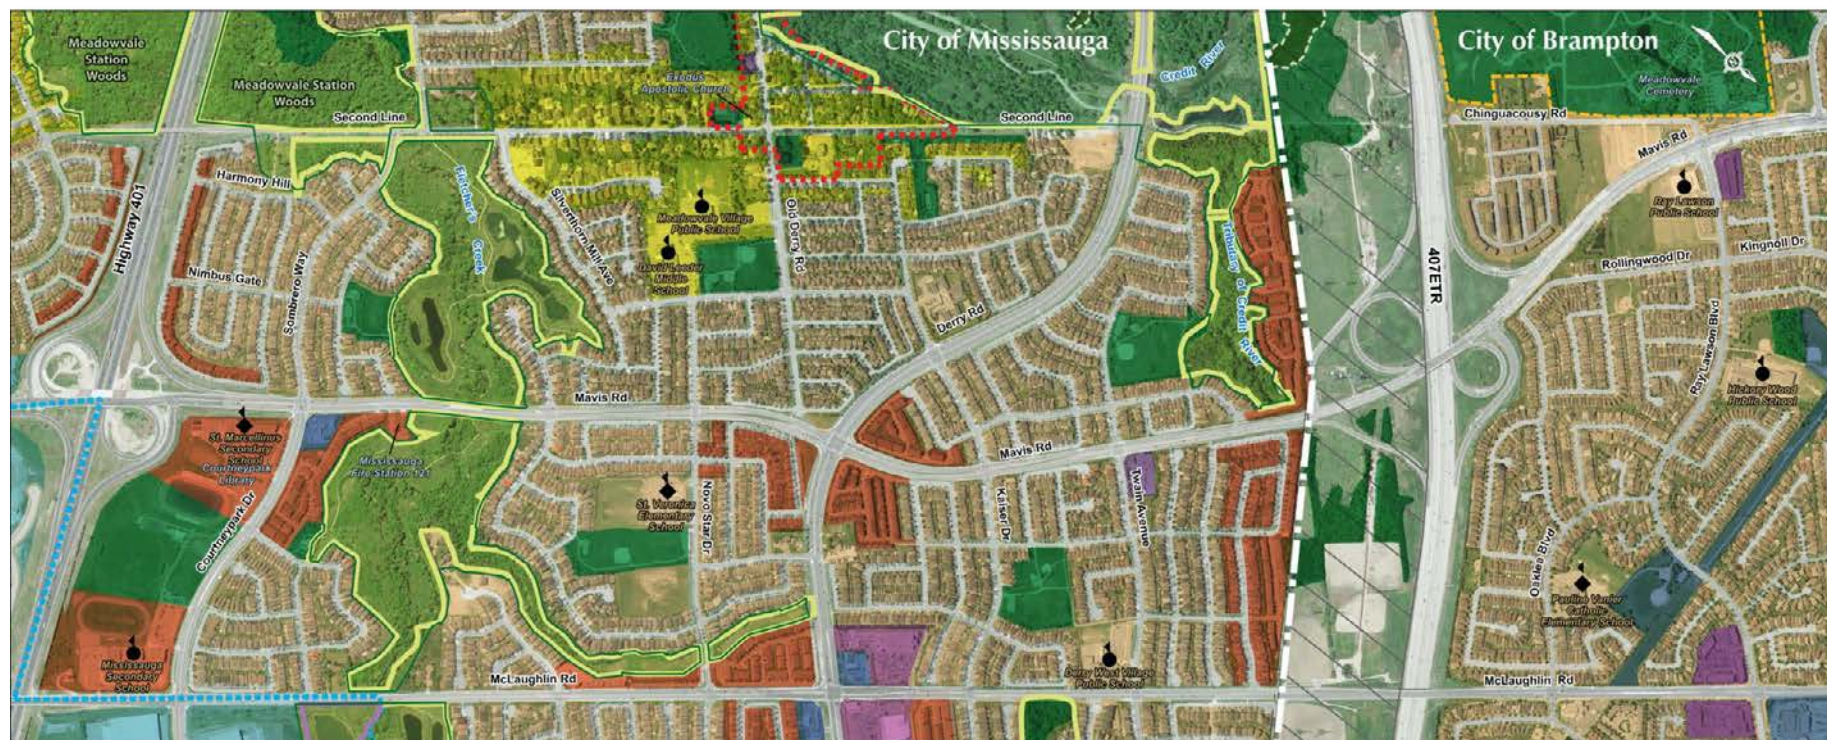 Meadowvale
Station
Woods
Meadowvale Station
Woods
City of Mississauga
City of Brampton
Credit River
Exodus
Apostolic Church
Meadowvale
Cemetery
Second Line
Second Line
Chinguacousy Rd
Mavis Rd
Highway 401
Harmony Hill
Fletcher's
Creek
Silverthorn Mill Ave
Meadowvale Village
Public School
Old Derry Rd
Ray Lawson
Public School
David Leeder
Middle
School
Nimbus Gate
Sombrero Way
Tributary of Credit
River
407ETR
Rollingwood Dr
Kingnoll Dr
Derry Rd
Ray Lawson Blvd
Hickory Wood
Public School
Mavis Rd
St. Marcellinus
Secondary
School
Courtneypark
Library
Mississauga
Fire Station 121
Mavis Rd
Courtneypark Dr
St. Veronica
Elementary
School
Novo Star Dr
Kaiser Dr
Twain Avenue
Oaklea Blvd
Pauline Vanier
Catholic
Elementary School
Mississauga
Secondary
School
McLaughlin Rd
Derry West Village
Public School
McLaughlin Rd